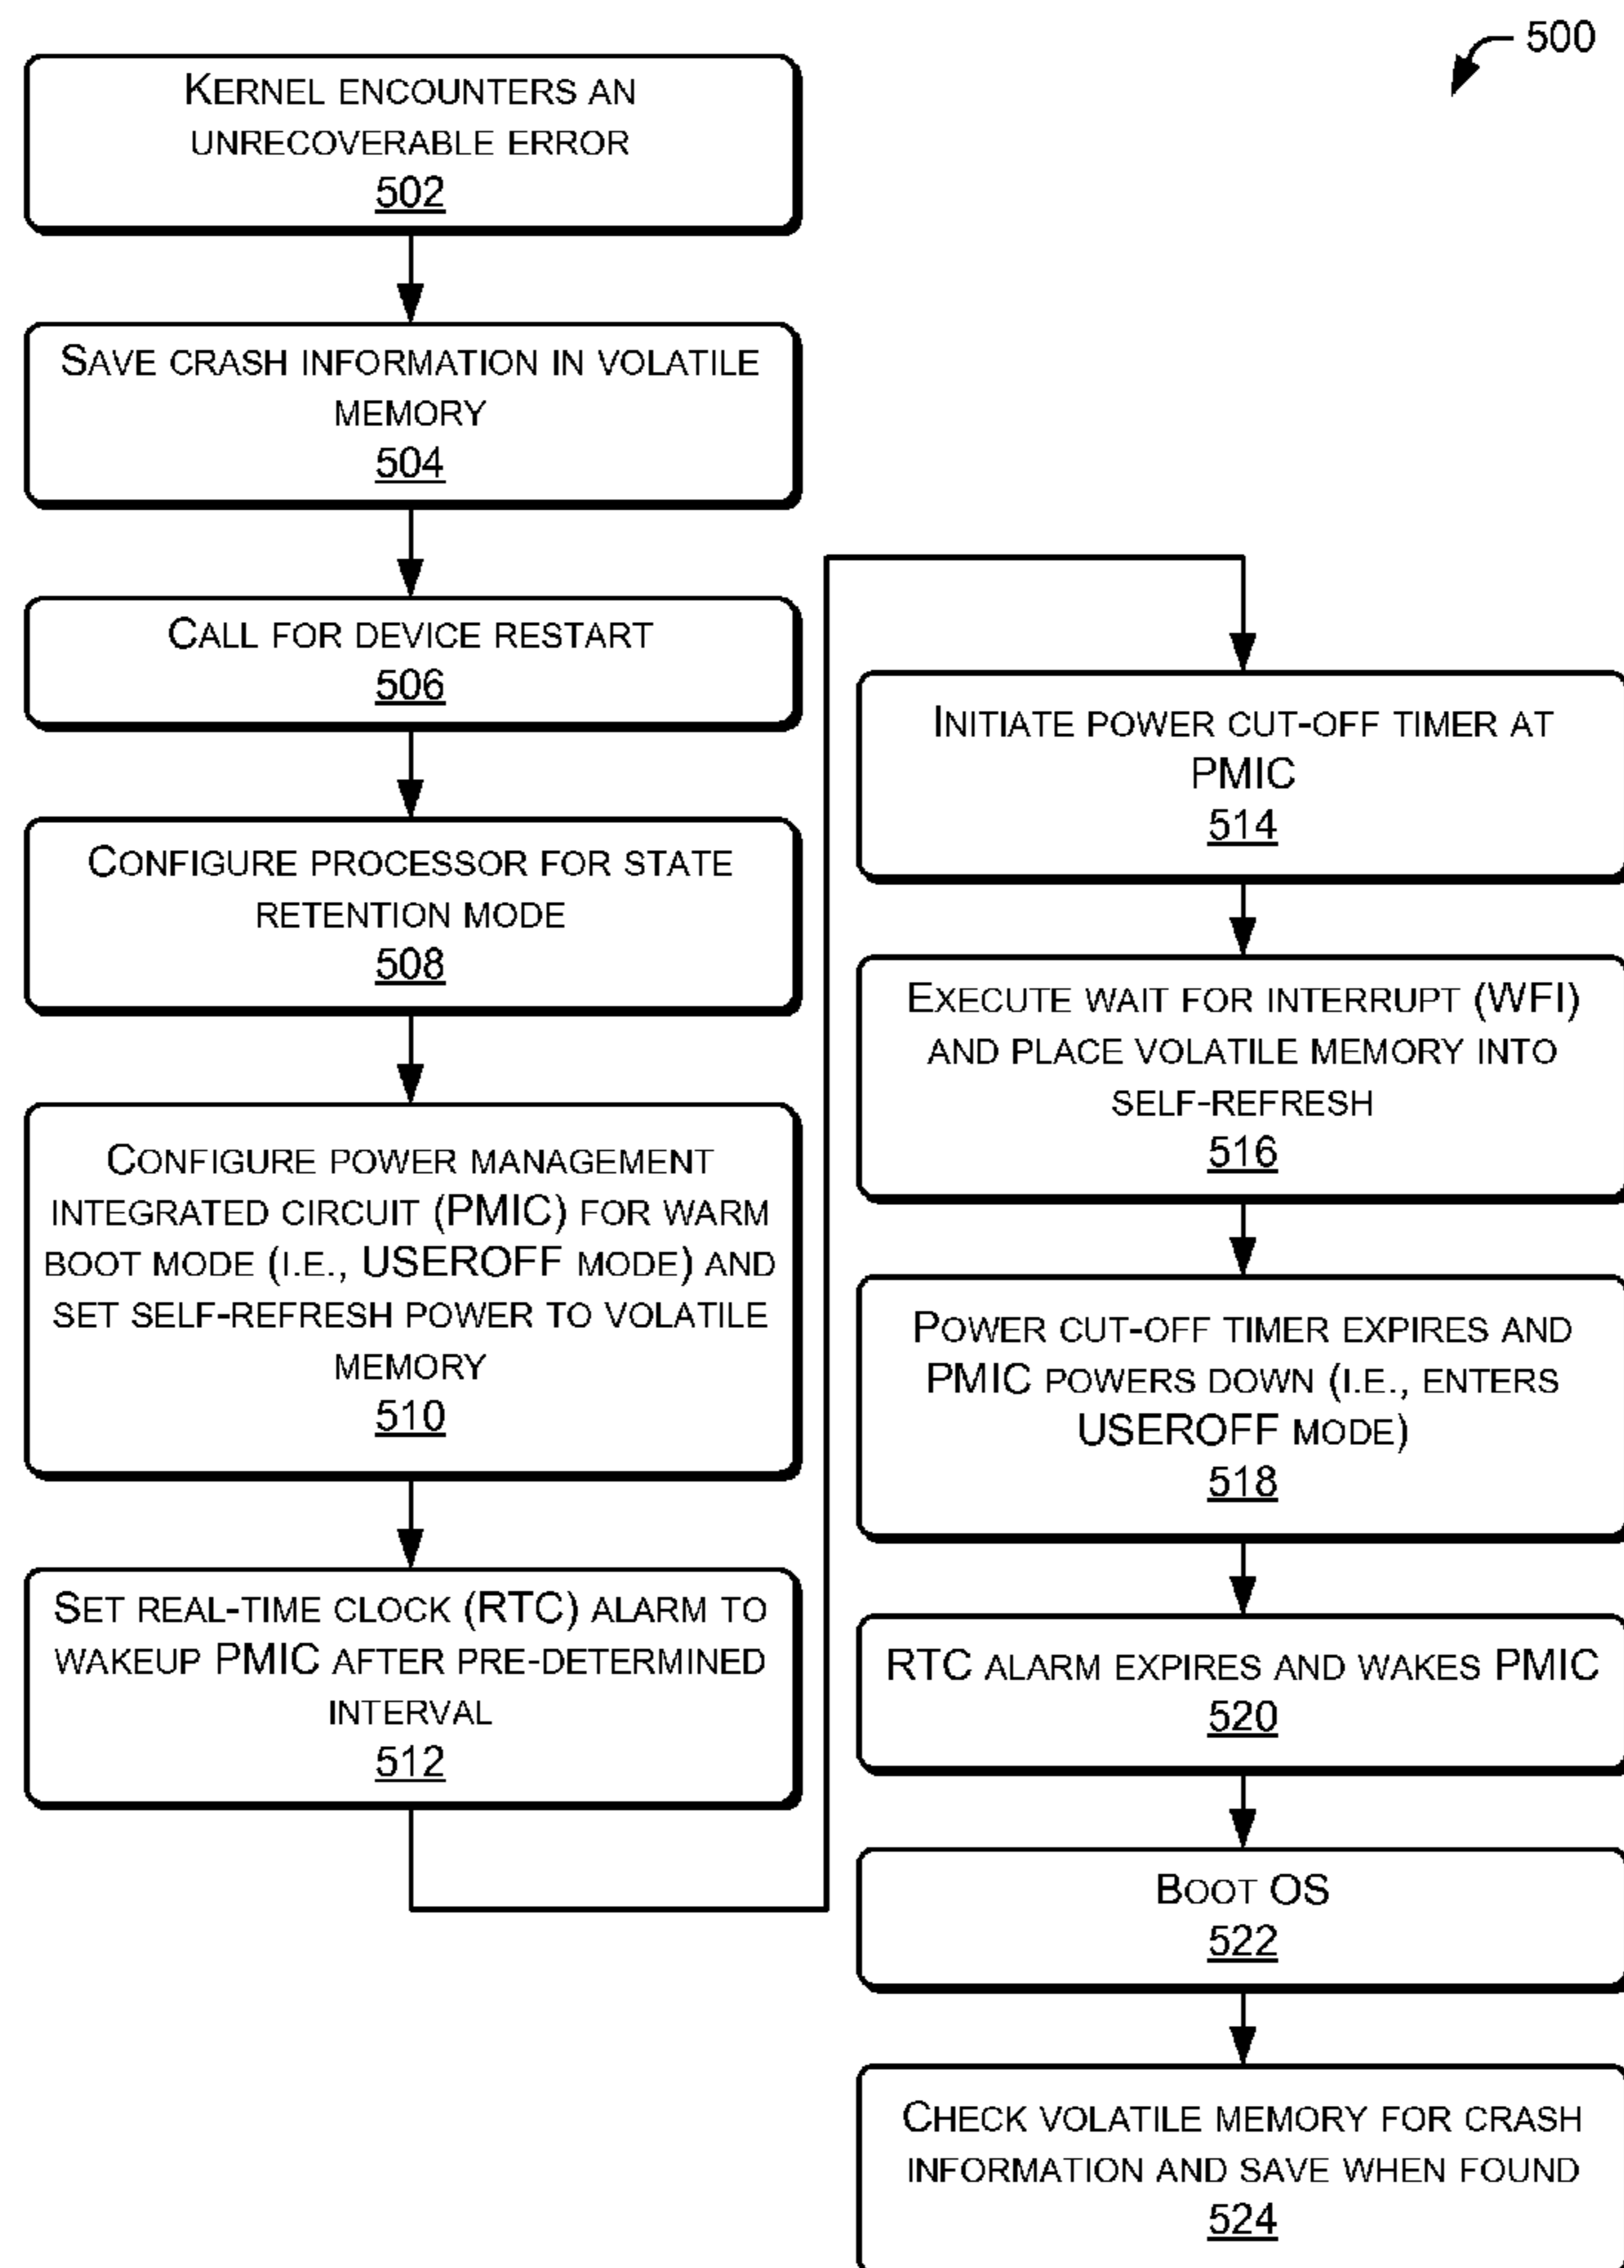 500
KERNEL ENCOUNTERS AN
UNRECOVERABLE ERROR
502
SAVE CRASH INFORMATION IN VOLATILE
MEMORY
504
CALL FOR DEVICE RESTART
506
CONFIGURE PROCESSOR FOR STATE
RETENTION MODE
508
CONFIGURE POWER MANAGEMENT
INTEGRATED CIRCUIT (PMIC) FOR WARM
BOOT MODE (I.E., USEROFF MODE) AND
SET SELF-REFRESH POWER TO VOLATILE
MEMORY
510
SET REAL-TIME CLOCK (RTC) ALARM TO
WAKEUP PMIC AFTER PRE-DETERMINED
INTERVAL
512
INITIATE POWER CUT-OFF TIMER AT
PMIC
514
EXECUTE WAIT FOR INTERRUPT (WFI)
AND PLACE VOLATILE MEMORY INTO
SELF-REFRESH
516
POWER CUT-OFF TIMER EXPIRES AND
PMIC POWERS DOWN (I.E., ENTERS
USEROFF MODE)
518
RTC ALARM EXPIRES AND WAKES PMIC
520
BOOT OS
522
CHECK VOLATILE MEMORY FOR CRASH
INFORMATION AND SAVE WHEN FOUND
524